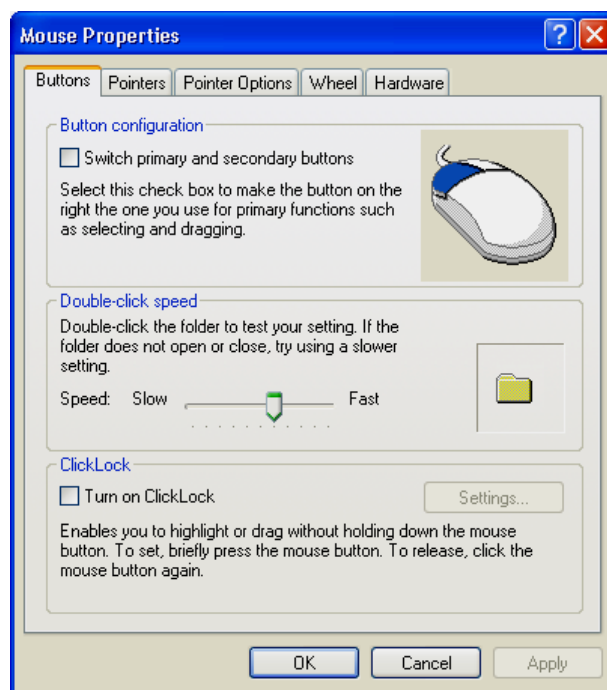 Mouse Properties
?
Buttons Pointers Pointer Options Wheel Hardware
Button configuration
Switch primary and secondary buttons
Select this check box to make the button on the
right the one you use for primary functions such
as selecting and dragging.
Double-click speed
Double-click the folder to test your setting. If the
folder does not open or close, try using a slower
setting.
Speed: Slow Fast
ClickLock
Turn on ClickLock Settings...
Enables you to highlight or drag without holding down the mouse
button. To set, briefly press the mouse button. To release, click the
mouse button again.
OK Cancel Apply